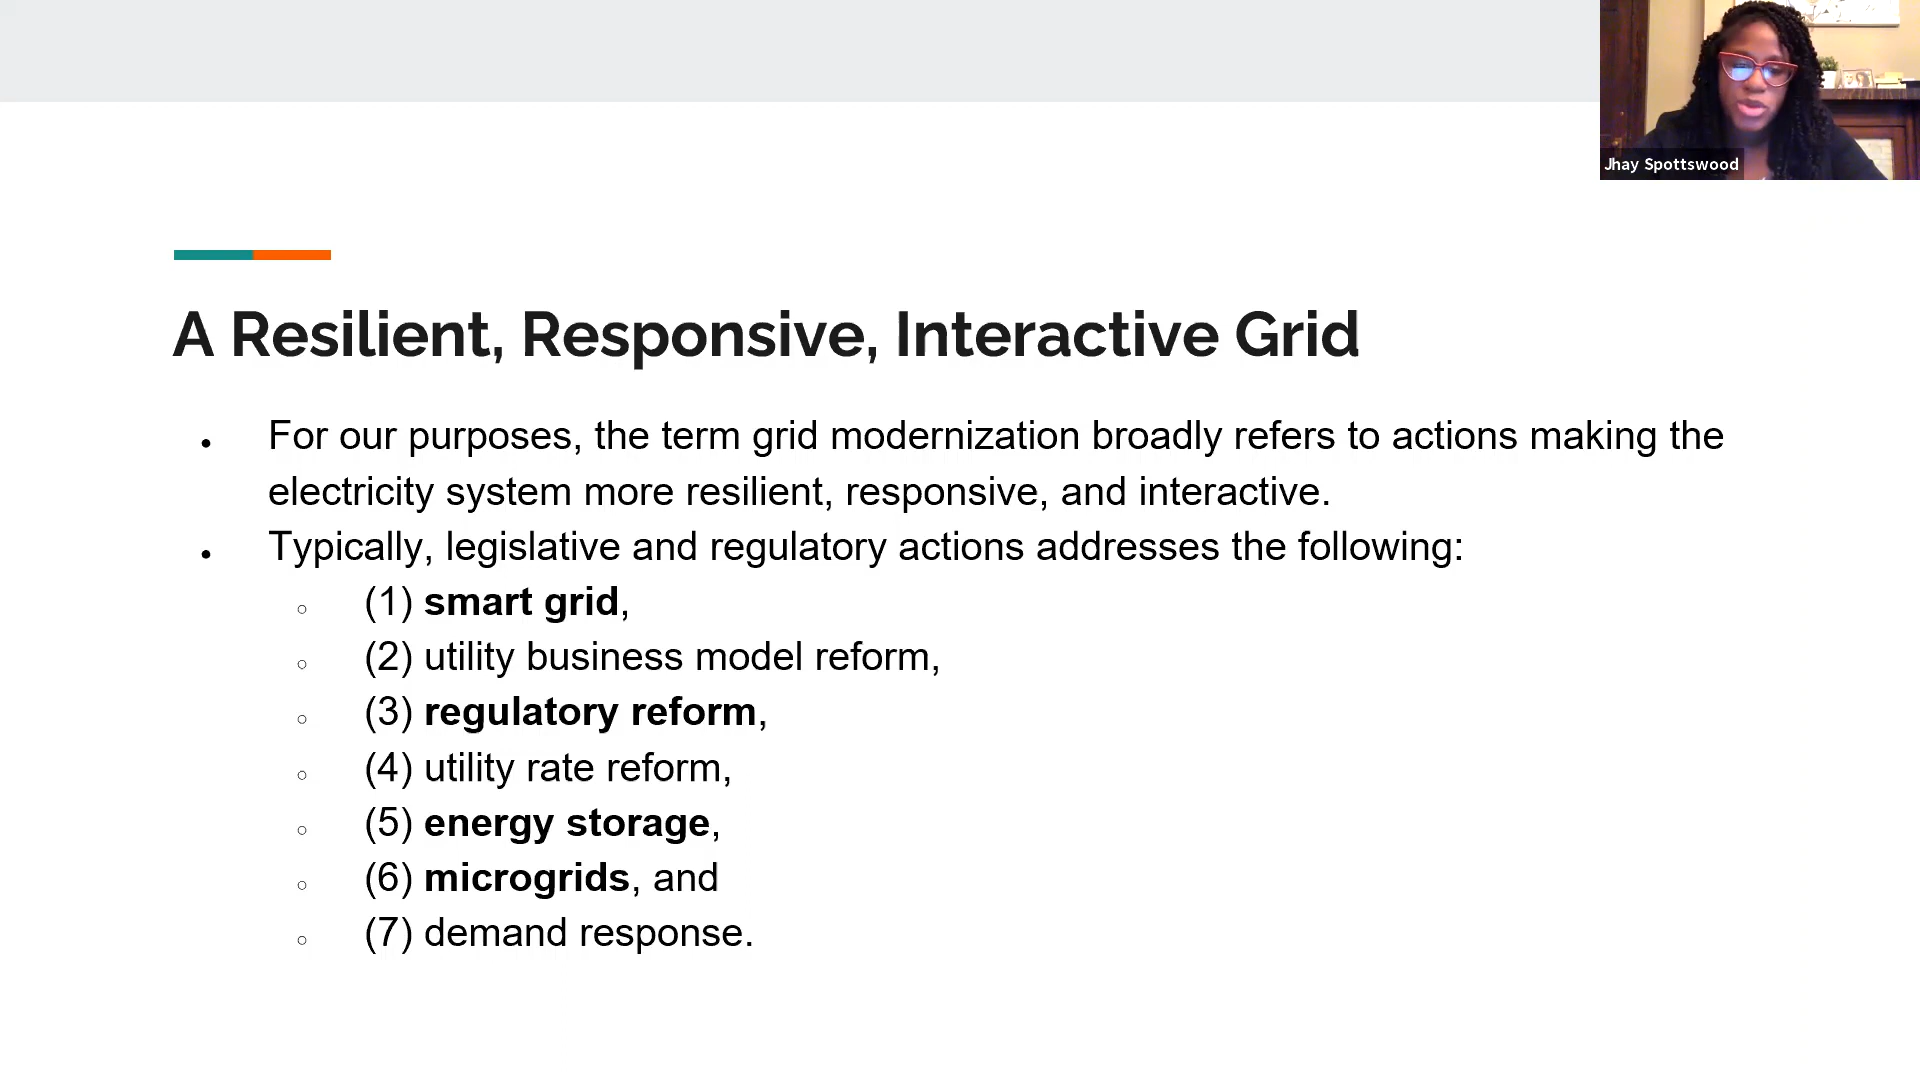 Jhay Spottswood
A Resilient, Responsive, Interactive Grid
● For our purposes, the term grid modernization broadly refers to actions making the
electricity system more resilient, responsive, and interactive.
● Typically, legislative and regulatory actions addresses the following:
○ (1) smart grid,
○ (2) utility business model reform,
○ (3) regulatory reform,
○ (4) utility rate reform,
○ (5) energy storage,
○ (6) microgrids, and
○ (7) demand response.